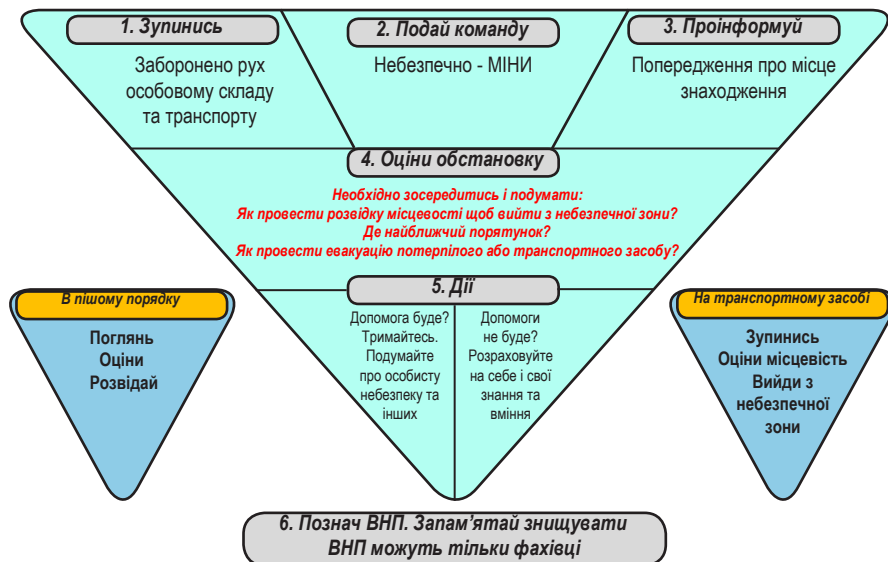 1. Зупинись
Заборонено рух
особовому складу
та транспорту
2. Подай команду
Небезпечно - МІНИ
3. Проінформуй
Попередження про місце
знаходження
4. Оціни обстановку
Необхідно зосередитись і подумати:
Як провести розвідку місцевості щоб вийти з небезпечної зони?
Де найближчий порятунок?
Як провести евакуацію потерпілого або транспортного засобу?
5. Дії
Допомога буде?
Тримайтесь.
Подумайте
про особисту
небезпеку та
інших
Допомоги
не буде?
Розраховуйте
на себе і свої
знання та
вміння
В пішому порядку
Поглянь
Оціни
Розвідай
На транспортному засобі
Зупинись
Оціни місцевість
Вийди з
небезпечної
зони
6. Познач ВНП. Запам’ятай знищувати
ВНП можуть тільки фахівці